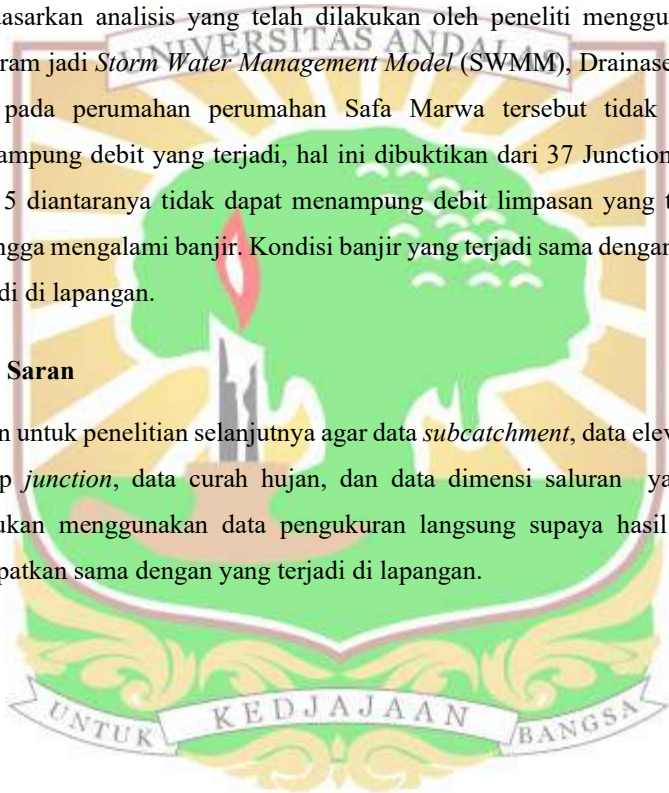 dasarkan analisis yang telah dilakukan oleh peneliti menggu
UNIVERSITAS ANDALAS
ram jadi Storm Water Management Model (SWMM), Drainase
pada perumahan perumahan Safa Marwa tersebut tidak
ampung debit yang terjadi, hal ini dibuktikan dari 37 Junction
5 diantaranya tidak dapat menampung debit limpasan yang t
ngga mengalami banjir. Kondisi banjir yang terjadi sama dengan
di di lapangan.
Saran
n untuk penelitian selanjutnya agar data subcatchment, data elev
p junction, data curah hujan, dan data dimensi saluran ya
ukan menggunakan data pengukuran langsung supaya hasil
patkan sama dengan yang terjadi di lapangan.
UNTUK KEDJAJAAN BANGSA